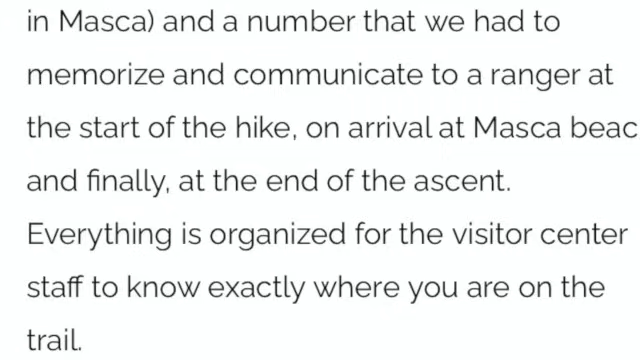 in Masca) and a number that we had to
memorize and communicate to a ranger at
the start of the hike, on arrival at Masca beac
and finally, at the end of the ascent.
Everything is organized for the visitor center
staff to know exactly where you are on the
trail.